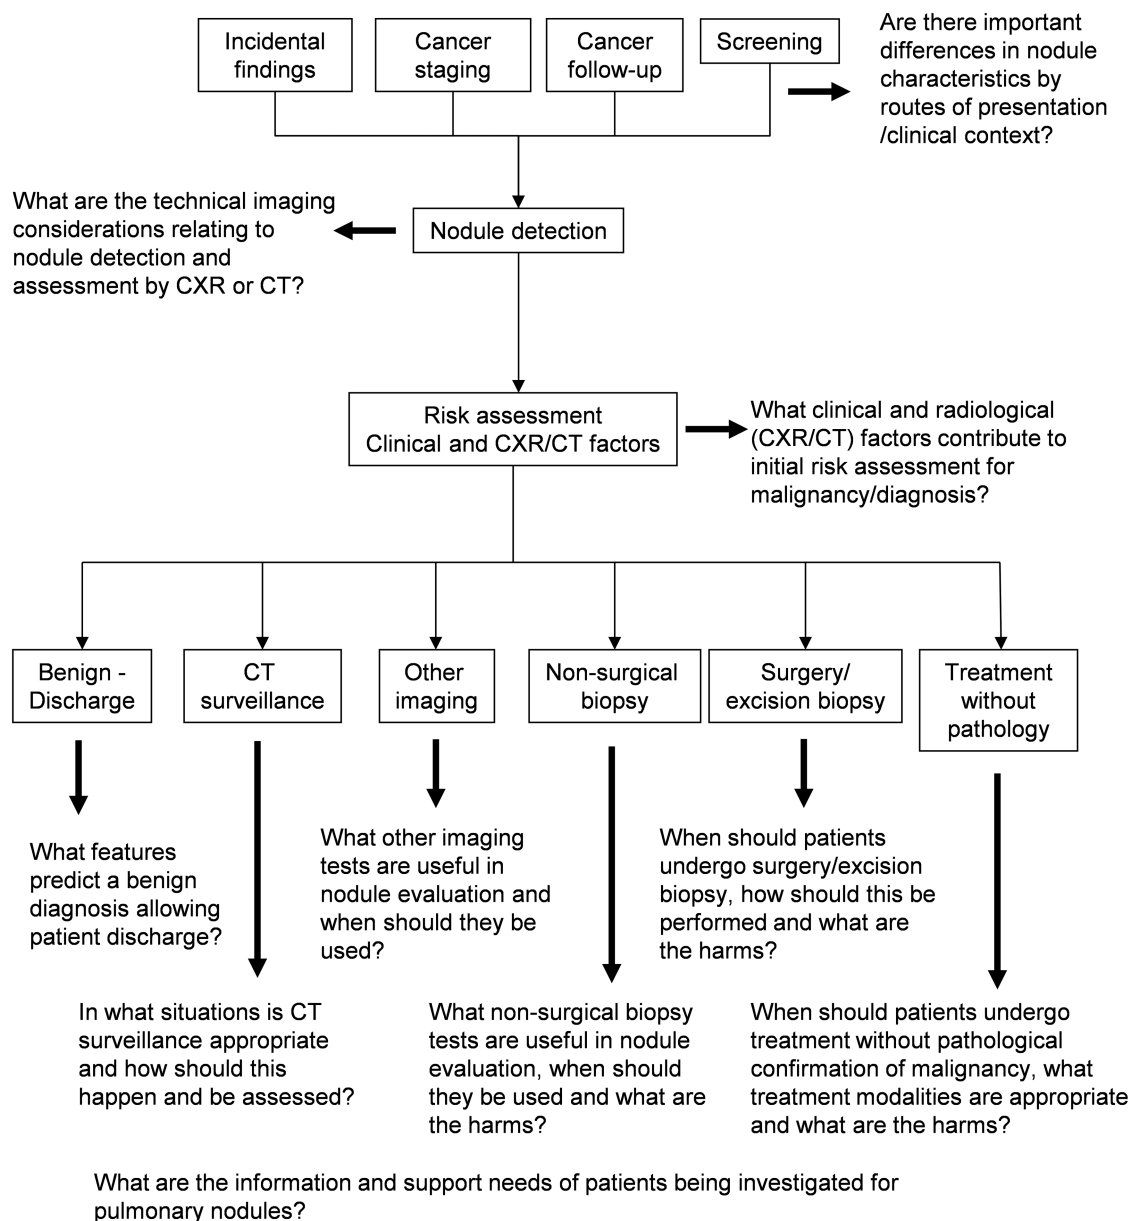 Incidental
findings
Cancer
staging
Cancer
follow-up
Screening
Are there important
differences in nodule
characteristics by
routes of presentation
/clinical context?
What are the technical imaging
considerations relating to
nodule detection and
assessment by CXR or CT?
Nodule detection
Risk assessment
Clinical and CXR/CT factors
What clinical and radiological
(CXR/CT) factors contribute to
initial risk assessment for
malignancy/diagnosis?
Benign -
Discharge
CT
surveillance
Other
imaging
Non-surgical
biopsy
Surgery/
excision biopsy
Treatment
without
pathology
What features
predict a benign
diagnosis allowing
patient discharge?
What other imaging
tests are useful in
nodule evaluation and
when should they be
used?
When should patients
undergo surgery/excision
biopsy, how should this be
performed and what are
the harms?
In what situations is CT
surveillance appropriate
and how should this
happen and be assessed?
What non-surgical biopsy
tests are useful in nodule
evaluation, when should
they be used and what are
the harms?
When should patients undergo
treatment without pathological
confirmation of malignancy, what
treatment modalities are appropriate
and what are the harms?
What are the information and support needs of patients being investigated for
pulmonary nodules?